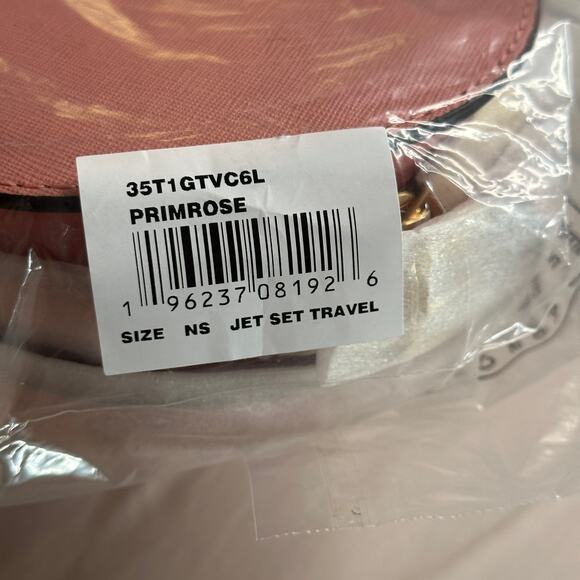 35T1GTVC6L
PRIMROSE
1 96237 08192 6
SIZE NS JET SET TRAVEL